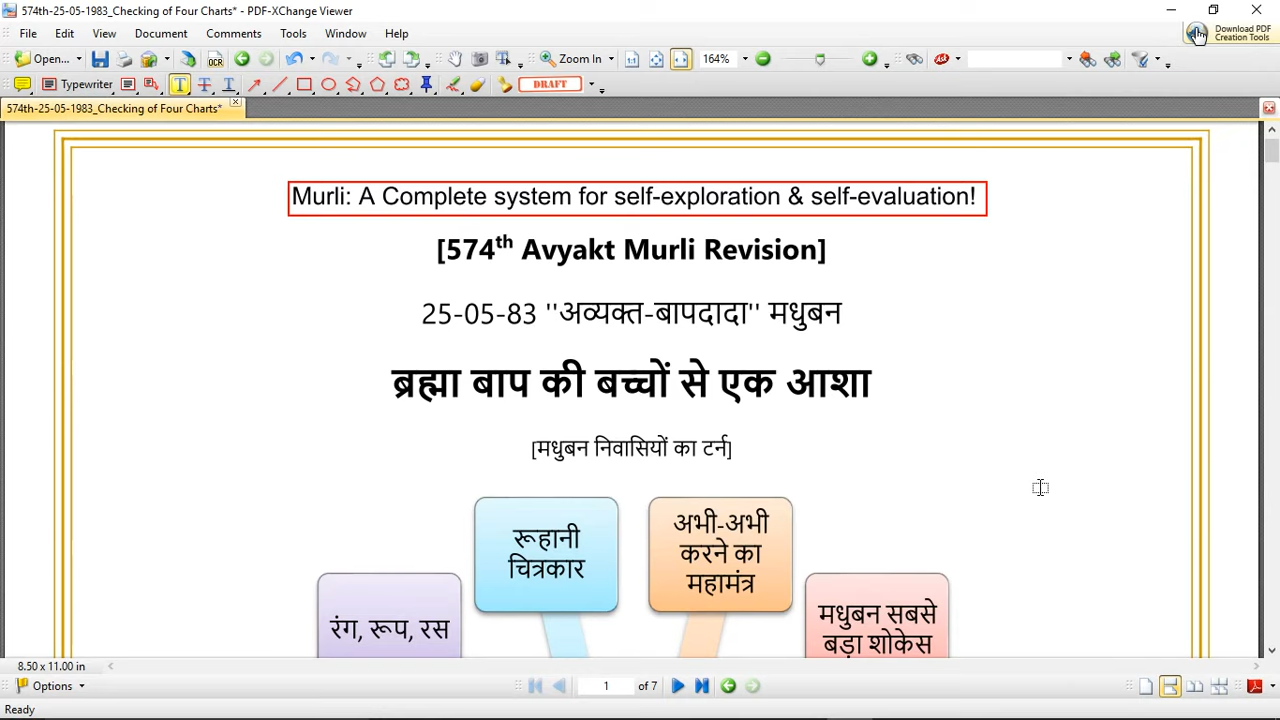 574th-25-05-1983_Checking of Four Charts* - PDF-XChange Viewer
File Edit View Document Comments Tools Window Help
Download PDF Creation Tools
Open... OCR Zoom In 164%
Typewriter DRAFT
574th-25-05-1983_Checking of Four Charts*
Murli: A Complete system for self-exploration & self-evaluation!
[574th Avyakt Murli Revision]
25-05-83 ''अव्यक्त-बापदादा'' मधुबन
ब्रह्मा बाप की बच्चों से एक आशा
[मधुबन निवासियों का टर्न]
रूहानी चित्रकार
अभी-अभी करने का महामंत्र
रंग, रूप, रस
मधुबन सबसे बड़ा शोकेस
8.50 x 11.00 in
Options 1 of 7
Ready